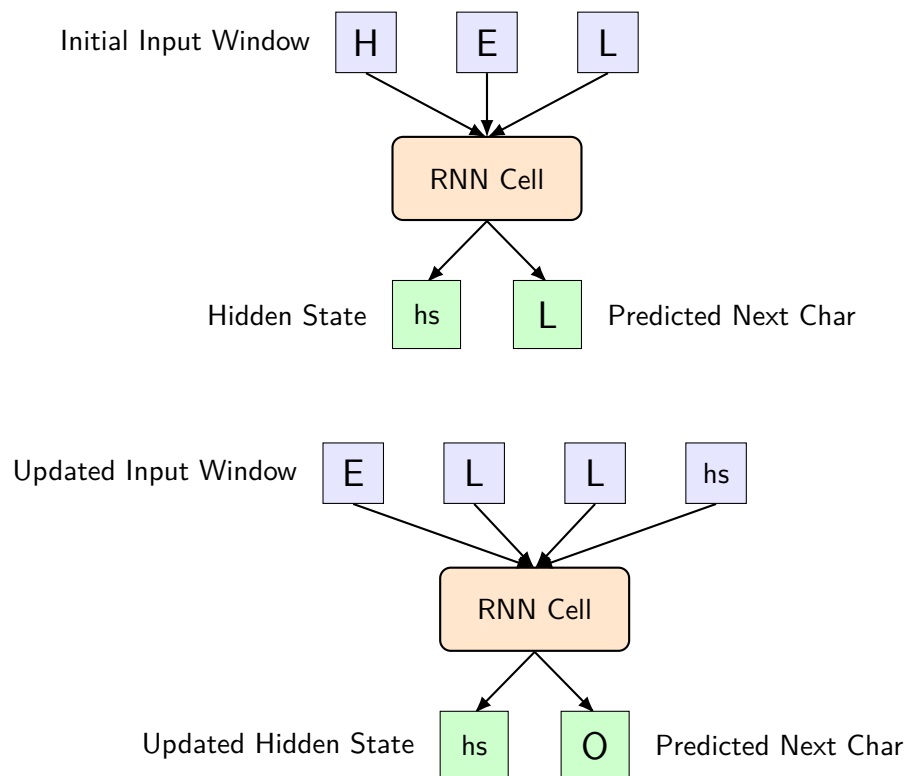 Initial Input Window H E L
RNN Cell
Hidden State hs L Predicted Next Char
Updated Input Window E L L hs
RNN Cell
Updated Hidden State hs O Predicted Next Char